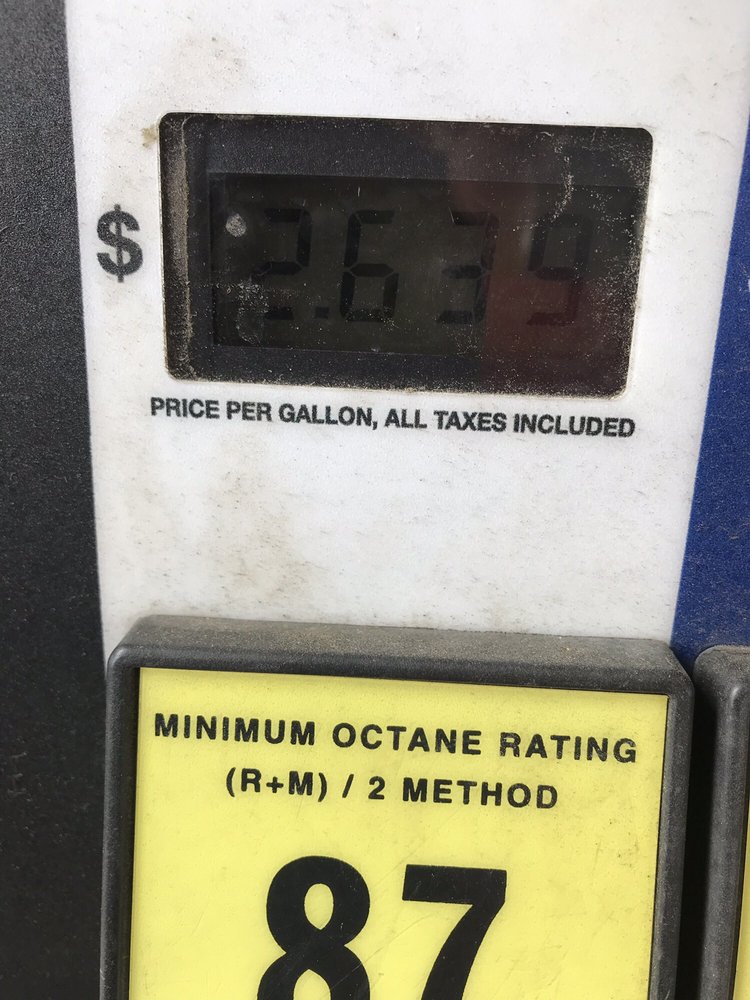 $ 2.639
PRICE PER GALLON, ALL TAXES INCLUDED
MINIMUM OCTANE RATING
(R+M) / 2 METHOD
87